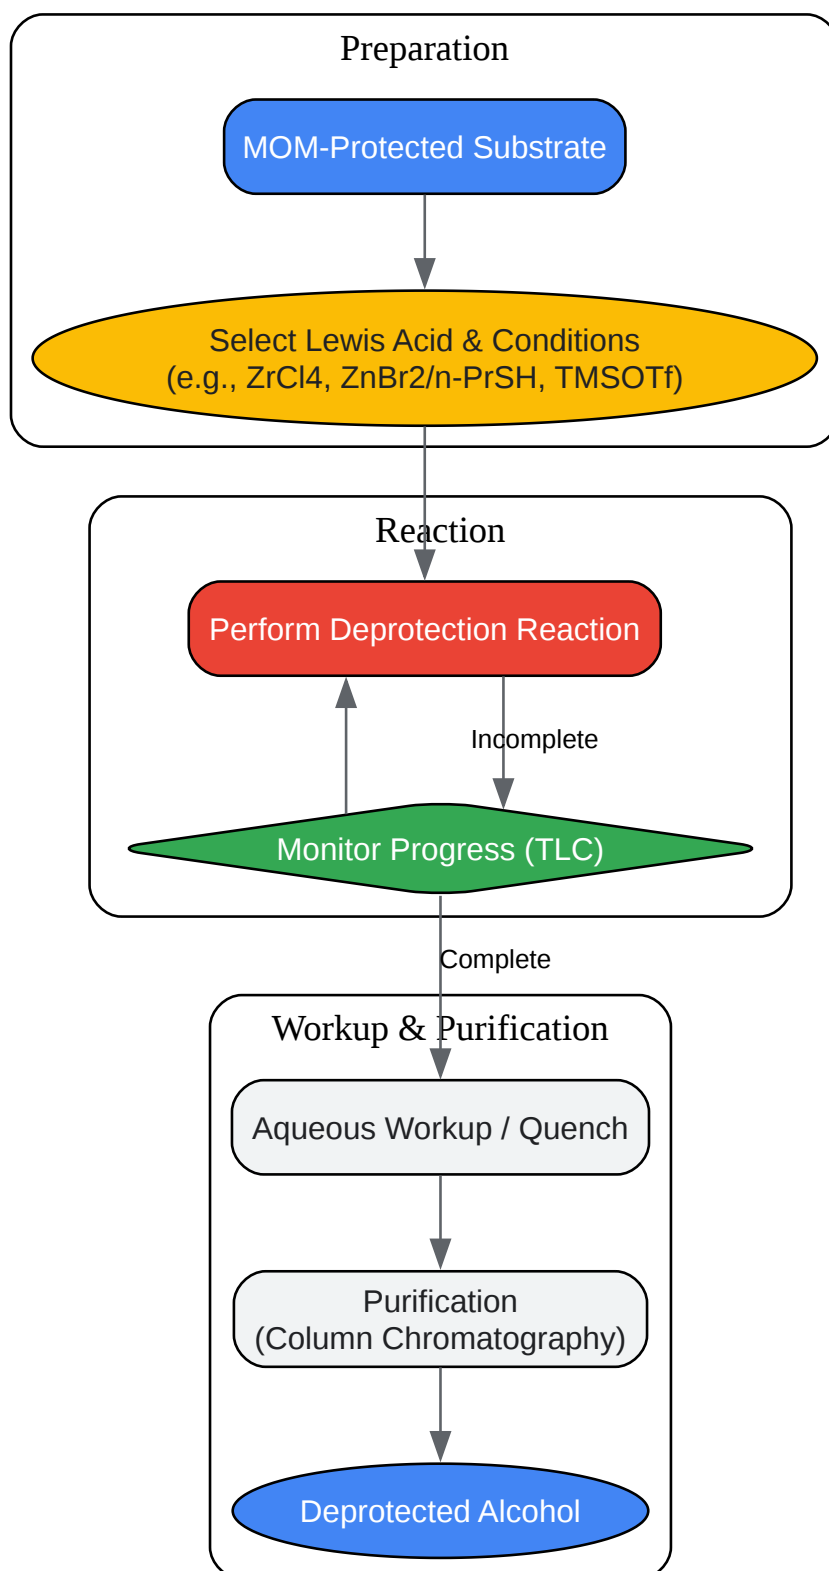 Preparation
MOM-Protected Substrate
Select Lewis Acid & Conditions
(e.g., ZrCl4, ZnBr2/n-PrSH, TMSOTf)
Reaction
Perform Deprotection Reaction
Incomplete
Monitor Progress (TLC)
Complete
Workup & Purification
Aqueous Workup / Quench
Purification
(Column Chromatography)
Deprotected Alcohol